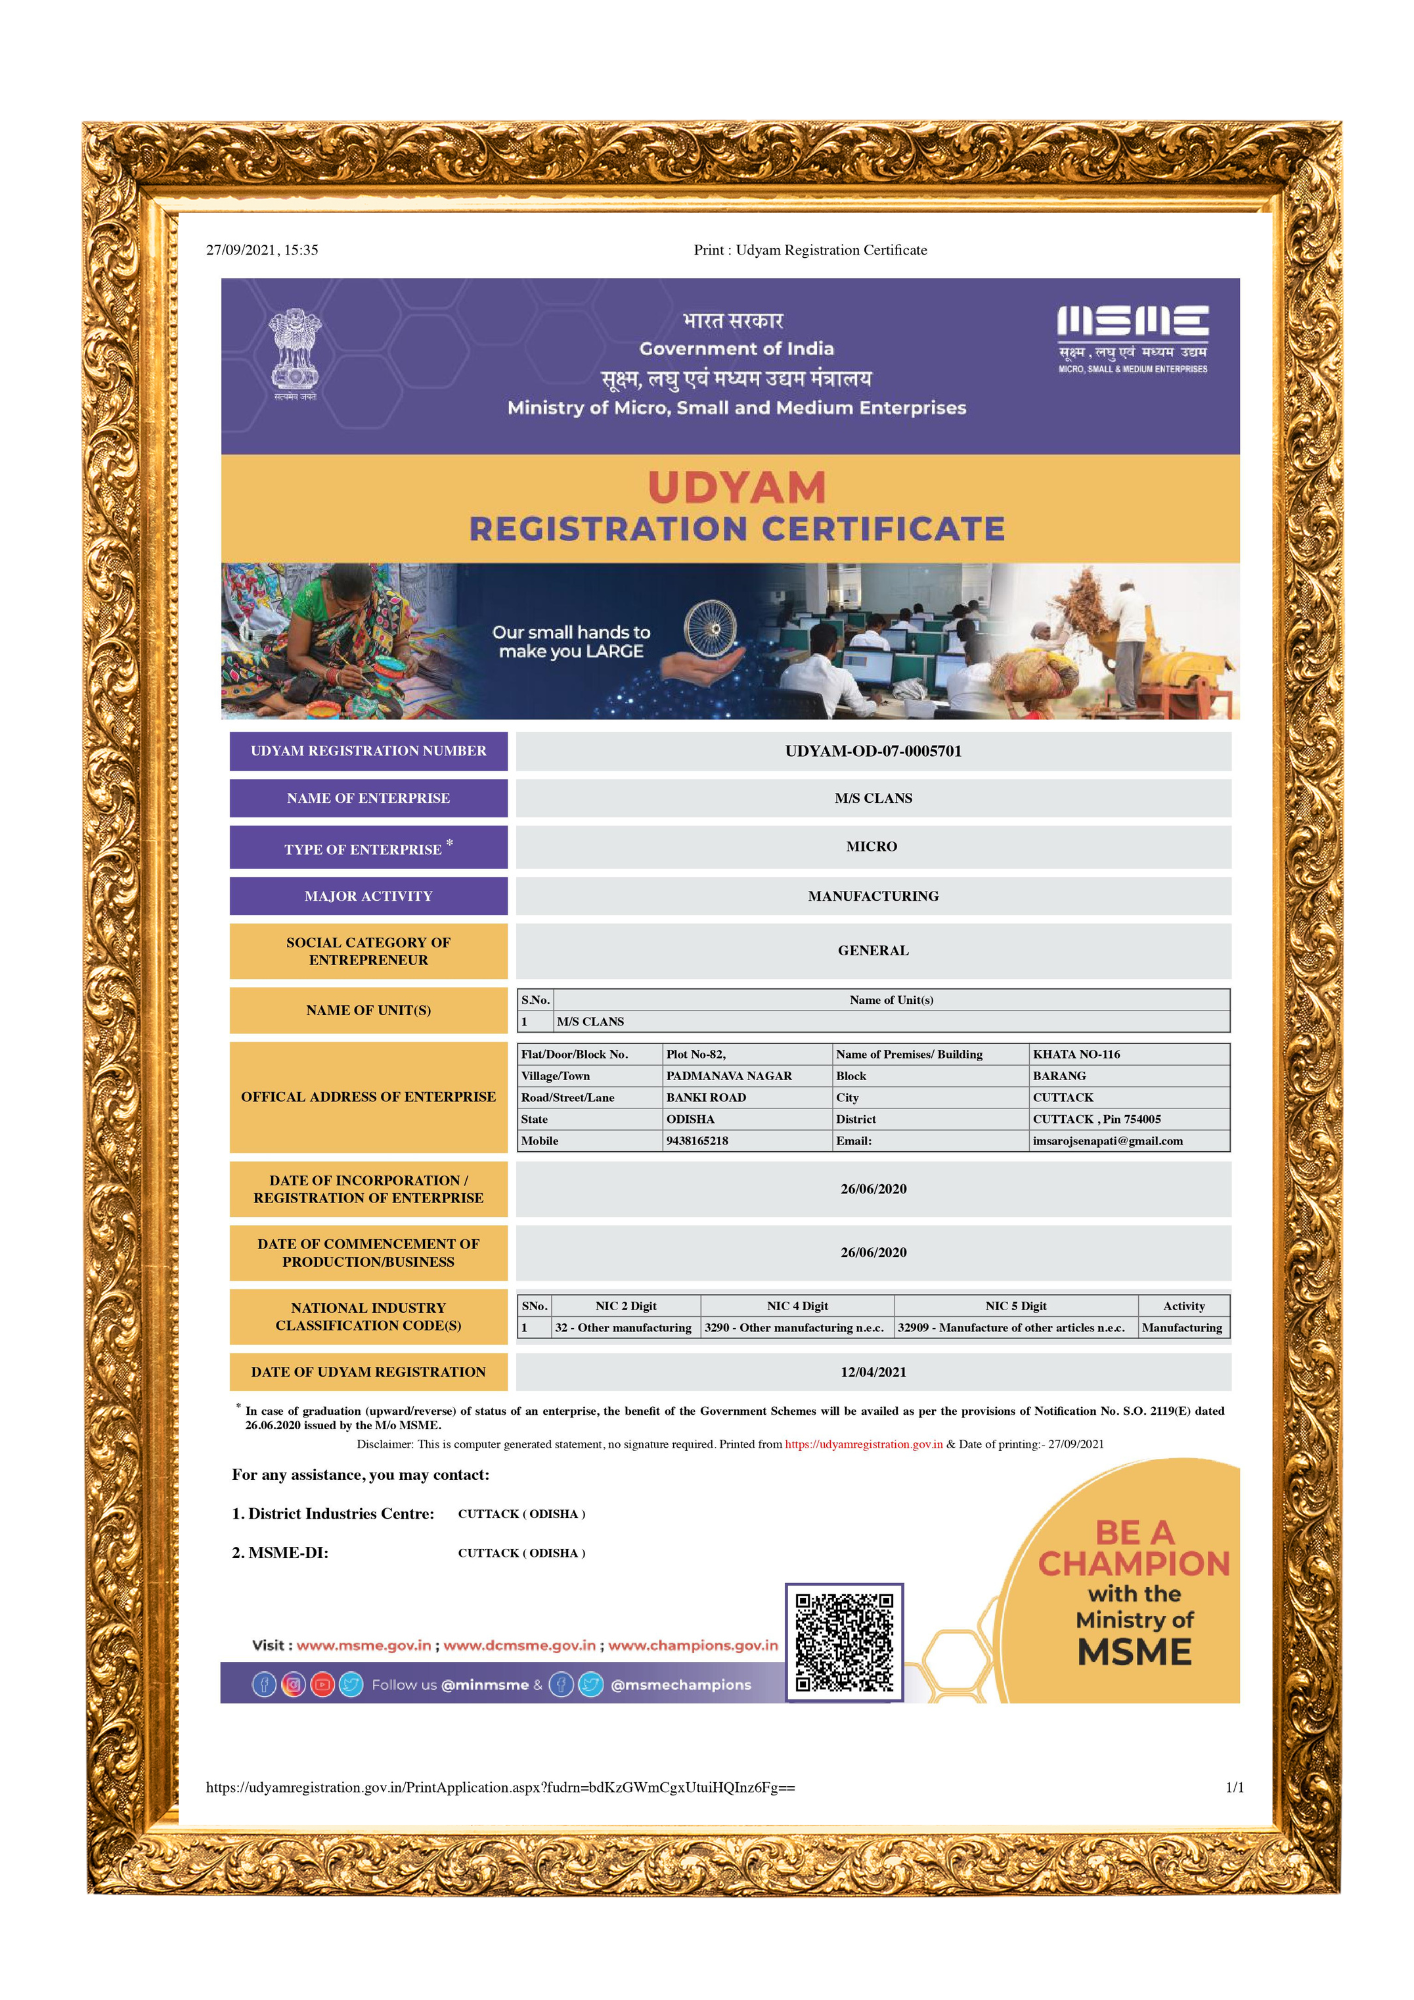 27/09/2021, 15:35 Print : Udyam Registration Certificate
भारत सरकार
Government of India
सूक्ष्म, लघु एवं मध्यम उद्यम मंत्रालय
Ministry of Micro, Small and Medium Enterprises
सत्यमेव जयते
MSME
सूक्ष्म , लघु एवं मध्यम उद्यम
MICRO, SMALL & MEDIUM ENTERPRISES
UDYAM
REGISTRATION CERTIFICATE
Our small hands to
make you LARGE
UDYAM REGISTRATION NUMBER UDYAM-OD-07-0005701
NAME OF ENTERPRISE M/S CLANS
TYPE OF ENTERPRISE * MICRO
MAJOR ACTIVITY MANUFACTURING
SOCIAL CATEGORY OF
ENTREPRENEUR
GENERAL
NAME OF UNIT(S)
S.No. Name of Unit(s)
1 M/S CLANS
OFFICAL ADDRESS OF ENTERPRISE
Flat/Door/Block No. Plot No-82, Name of Premises/ Building KHATA NO-116
Village/Town PADMANAVA NAGAR Block BARANG
Road/Street/Lane BANKI ROAD City CUTTACK
State ODISHA District CUTTACK , Pin 754005
Mobile 9438165218 Email: imsarojsenapati@gmail.com
DATE OF INCORPORATION /
REGISTRATION OF ENTERPRISE
26/06/2020
DATE OF COMMENCEMENT OF
PRODUCTION/BUSINESS
26/06/2020
NATIONAL INDUSTRY
CLASSIFICATION CODE(S)
SNo. NIC 2 Digit NIC 4 Digit NIC 5 Digit Activity
1 32 - Other manufacturing 3290 - Other manufacturing n.e.c. 32909 - Manufacture of other articles n.e.c. Manufacturing
DATE OF UDYAM REGISTRATION 12/04/2021
* In case of graduation (upward/reverse) of status of an enterprise, the benefit of the Government Schemes will be availed as per the provisions of Notification No. S.O. 2119(E) dated
26.06.2020 issued by the M/o MSME.
Disclaimer: This is computer generated statement, no signature required. Printed from https://udyamregistration.gov.in & Date of printing:- 27/09/2021
For any assistance, you may contact:
1. District Industries Centre: CUTTACK ( ODISHA )
2. MSME-DI: CUTTACK ( ODISHA )
BE A
CHAMPION
with the
Ministry of
MSME
Visit : www.msme.gov.in ; www.dcmsme.gov.in ; www.champions.gov.in
Follow us @minmsme & @msmechampions
https://udyamregistration.gov.in/PrintApplication.aspx?fudrn=bdKzGWmCgxUtuiHQInz6Fg== 1/1